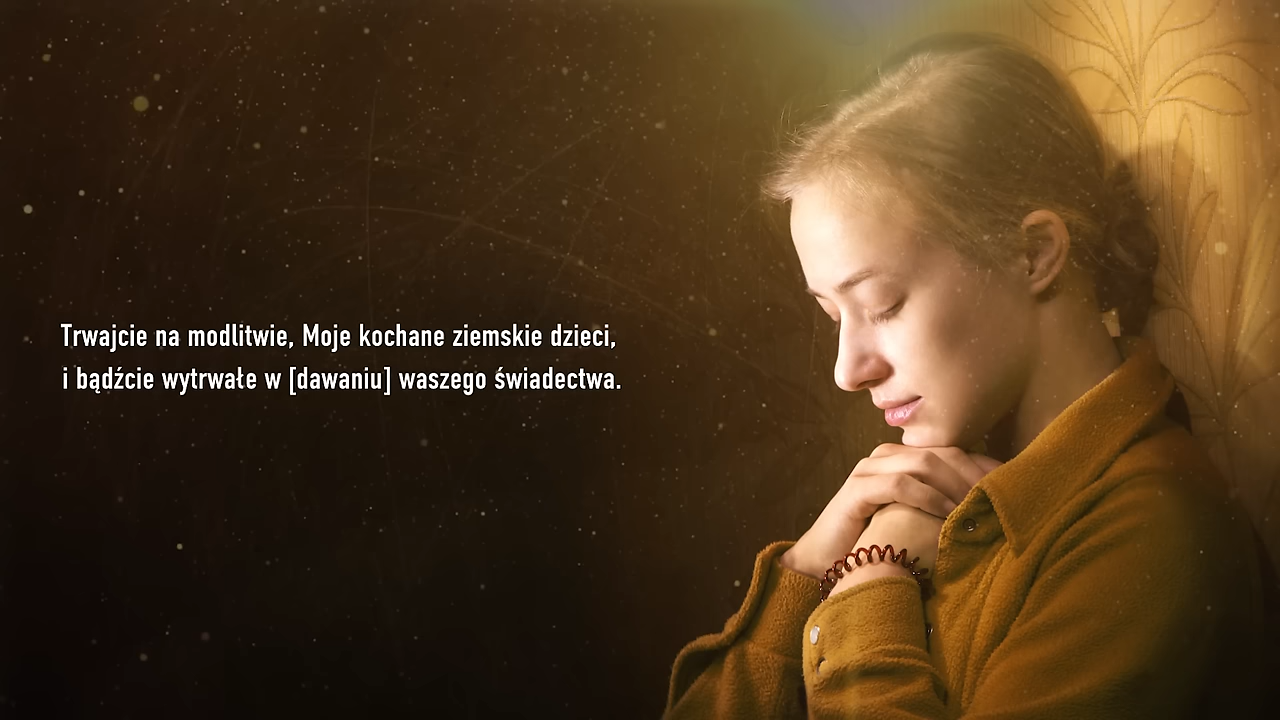 Trwajcie na modlitwie, Moje kochane ziemskie dzieci,
i bądźcie wytrwałe w [dawaniu] waszego świadectwa.